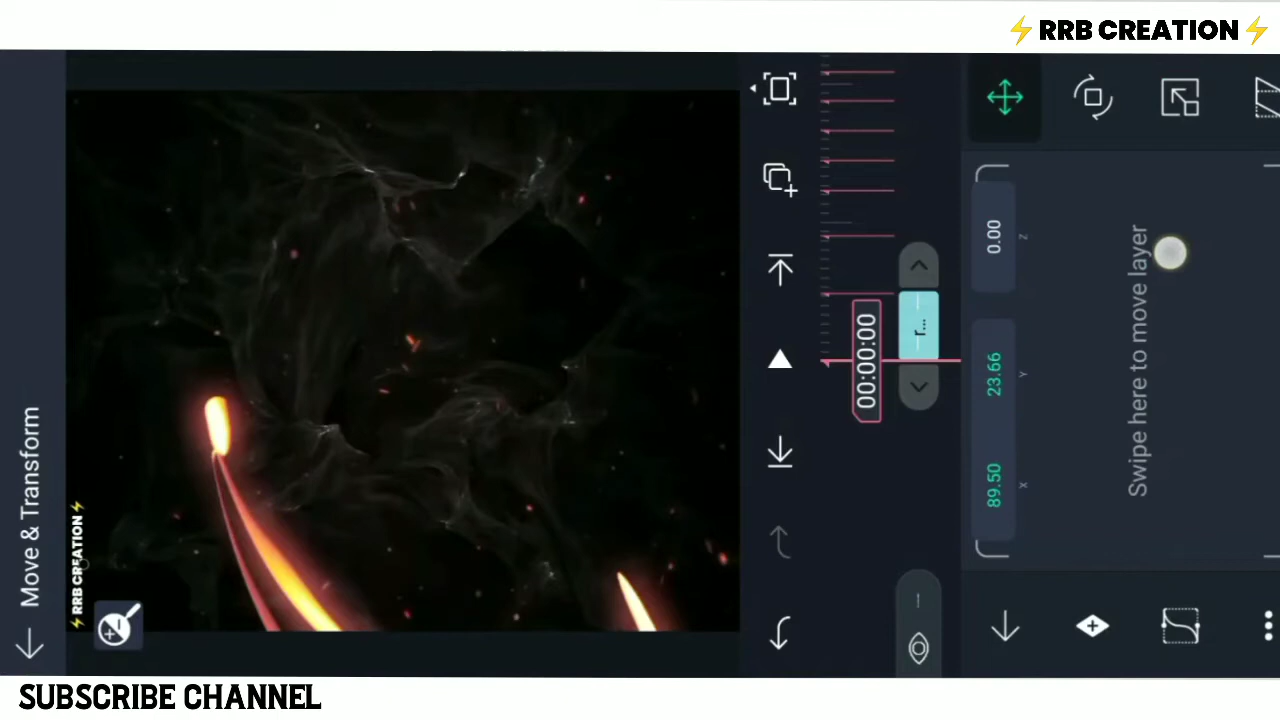 ⚡ RRB CREATION ⚡
Move & Transform
⚡ RRB CREATION ⚡
00:00:00
r...
0.00
Z
23.66
Y
89.50
X
Swipe here to move layer
SUBSCRIBE CHANNEL